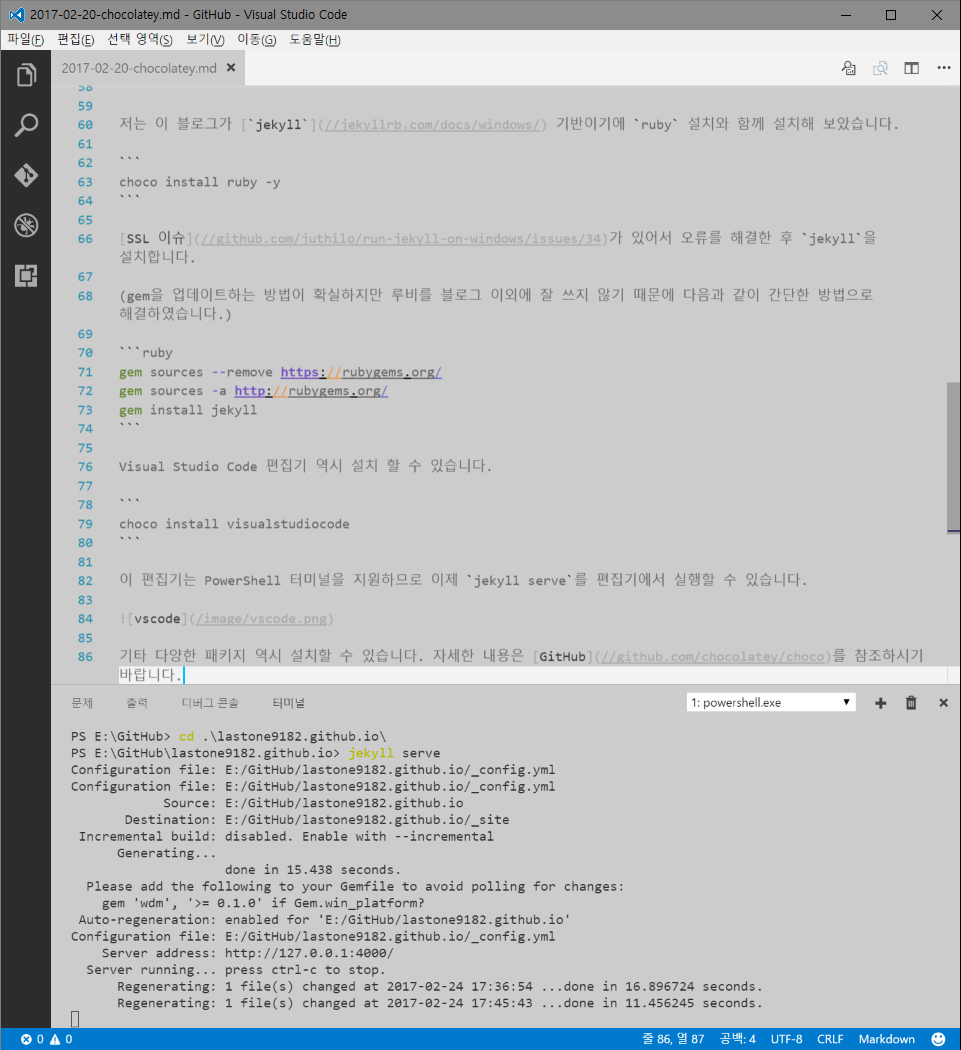 2017-02-20-chocolatey.md - GitHub - Visual Studio Code
파일(F) 편집(E) 선택 영역(S) 보기(V) 이동(G) 도움말(H)
2017-02-20-chocolatey.md
58
59
60 저는 이 블로그가 [`jekyll`](//jekyllrb.com/docs/windows/) 기반이기에 `ruby` 설치와 함께 설치해 보았습니다.
61
62 ```
63 choco install ruby -y
64 ```
65
66 [SSL 이슈](//github.com/juthilo/run-jekyll-on-windows/issues/34)가 있어서 오류를 해결한 후 `jekyll`을
설치합니다.
67
68 (gem을 업데이트하는 방법이 확실하지만 루비를 블로그 이외에 잘 쓰지 않기 때문에 다음과 같이 간단한 방법으로
해결하였습니다.)
69
70 ```ruby
71 gem sources --remove https://rubygems.org/
72 gem sources -a http://rubygems.org/
73 gem install jekyll
74 ```
75
76 Visual Studio Code 편집기 역시 설치 할 수 있습니다.
77
78 ```
79 choco install visualstudiocode
80 ```
81
82 이 편집기는 PowerShell 터미널을 지원하므로 이제 `jekyll serve`를 편집기에서 실행할 수 있습니다.
83
84 ![vscode](/image/vscode.png)
85
86 기타 다양한 패키지 역시 설치할 수 있습니다. 자세한 내용은 [GitHub](//github.com/chocolatey/choco)를 참조하시기
바랍니다.
문제 출력 디버그 콘솔 터미널 1: powershell.exe
PS E:\GitHub> cd .\lastone9182.github.io\
PS E:\GitHub\lastone9182.github.io> jekyll serve
Configuration file: E:/GitHub/lastone9182.github.io/_config.yml
Configuration file: E:/GitHub/lastone9182.github.io/_config.yml
Source: E:/GitHub/lastone9182.github.io
Destination: E:/GitHub/lastone9182.github.io/_site
Incremental build: disabled. Enable with --incremental
Generating...
done in 15.438 seconds.
Please add the following to your Gemfile to avoid polling for changes:
gem 'wdm', '>= 0.1.0' if Gem.win_platform?
Auto-regeneration: enabled for 'E:/GitHub/lastone9182.github.io'
Configuration file: E:/GitHub/lastone9182.github.io/_config.yml
Server address: http://127.0.0.1:4000/
Server running... press ctrl-c to stop.
Regenerating: 1 file(s) changed at 2017-02-24 17:36:54 ...done in 16.896724 seconds.
Regenerating: 1 file(s) changed at 2017-02-24 17:45:43 ...done in 11.456245 seconds.
0 0 줄 86, 열 87 공백: 4 UTF-8 CRLF Markdown